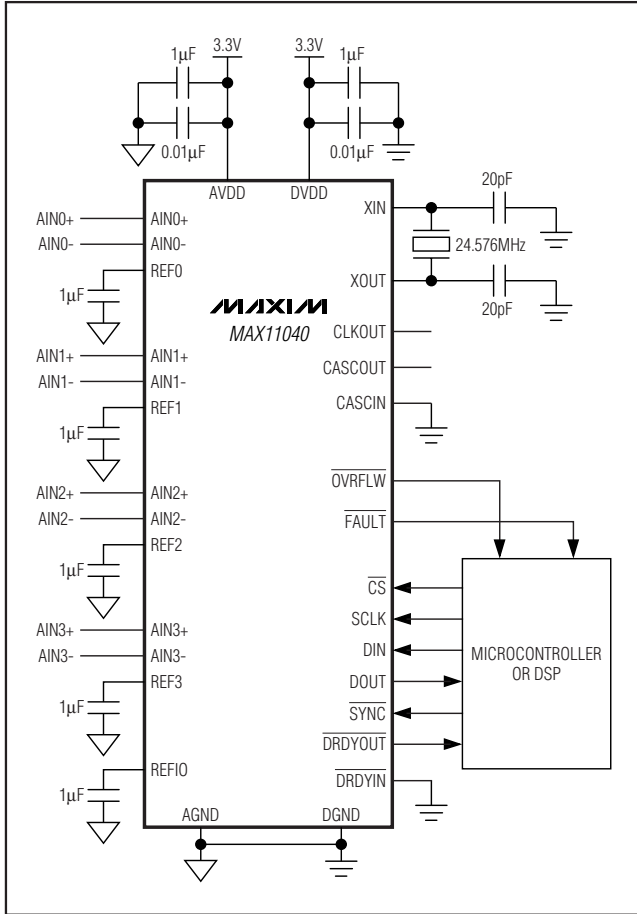 1µF
3.3V
3.3V
1µF
0.01µF
0.01µF
AVDD
DVDD
AIN0+
AIN0+
AIN0-
AIN0-
REF0
1µF
AIN1+
AIN1+
AIN1-
AIN1-
REF1
1µF
AIN2+
AIN2+
AIN2-
AIN2-
REF2
1µF
AIN3+
AIN3+
AIN3-
AIN3-
REF3
1µF
REFIO
1µF
MAXIM
MAX11040
XIN
20pF
24.576MHz
XOUT
20pF
CLKOUT
CASCOUT
CASCIN
OVRFLW
FAULT
CS
SCLK
DIN
DOUT
SYNC
DRDYOUT
DRDYIN
MICROCONTROLLER
OR DSP
AGND
DGND